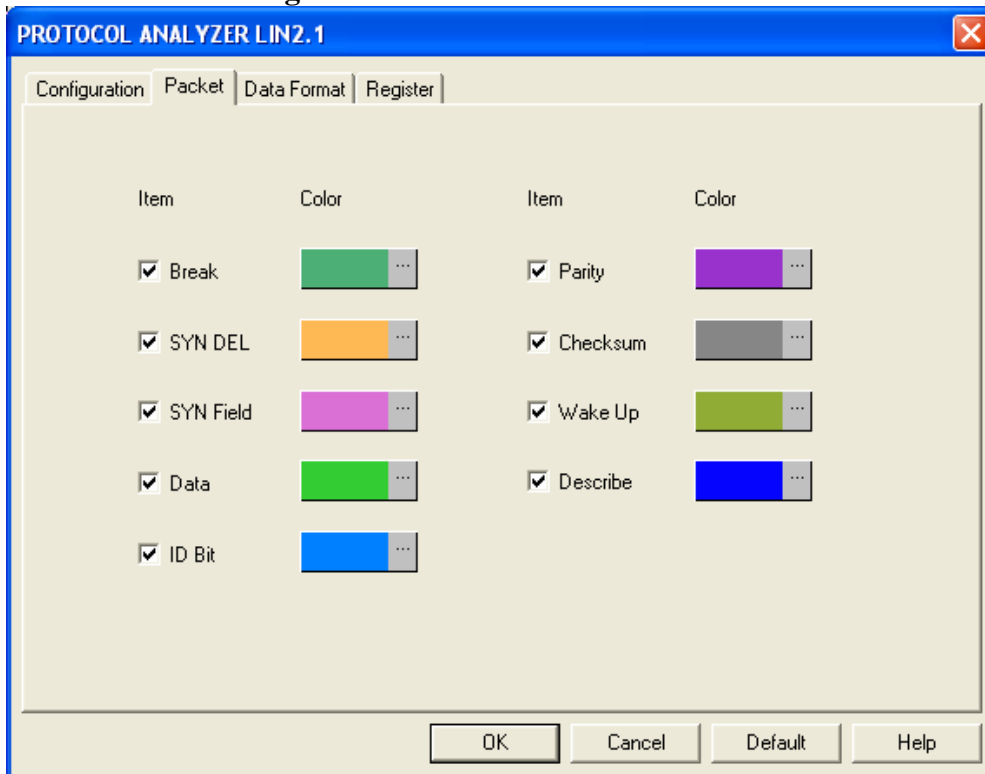 PROTOCOL ANALYZER LIN2.1
Configuration Packet Data Format Register
Item Color Item Color
Break ... Parity ...
SYN DEL ... Checksum ...
SYN Field ... Wake Up ...
Data ... Describe ...
ID Bit ...
OK Cancel Default Help